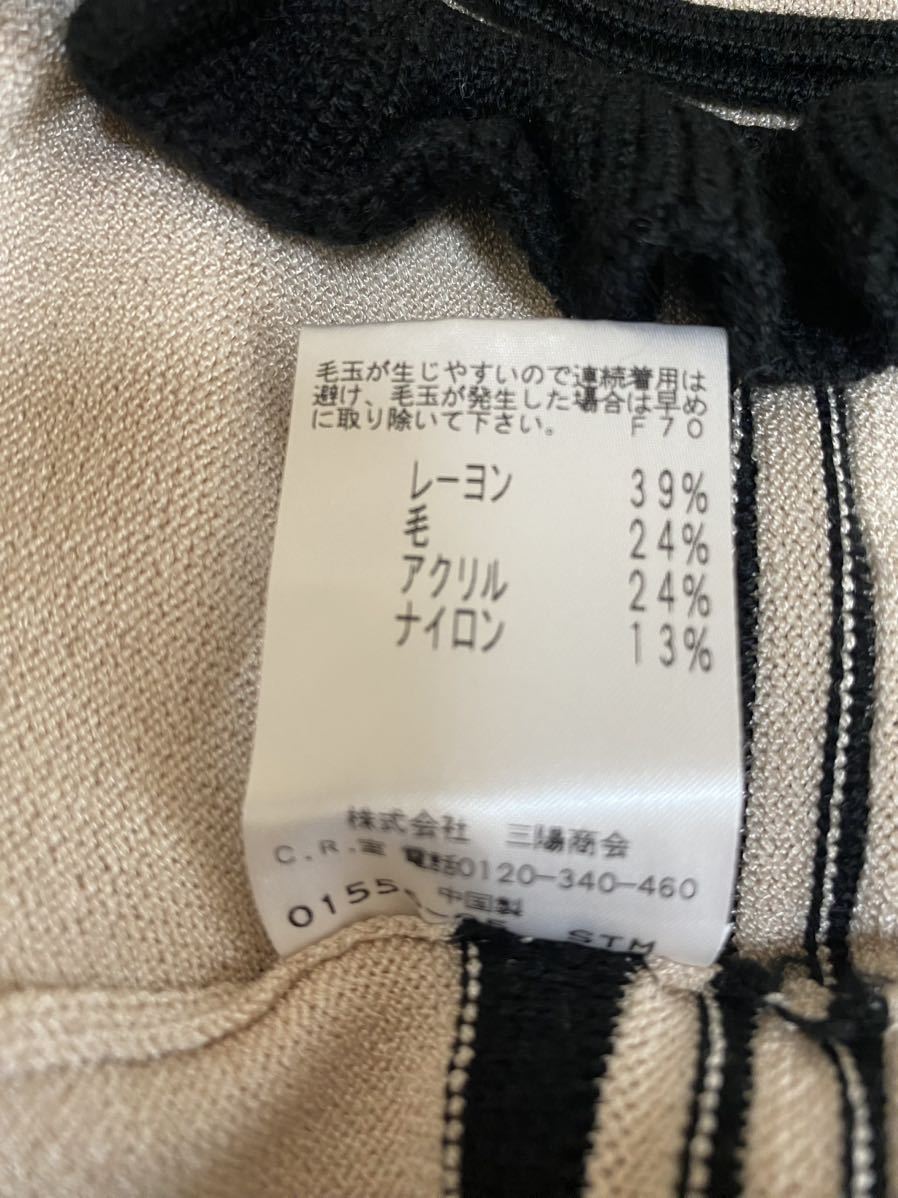 毛玉が生じやすいので連続着用は
避け、毛玉が発生した場合は早め
に取り除いて下さい。 F70
レーヨン 39%
毛 24%
アクリル 24%
ナイロン 13%
株式会社 三陽商会
C.R.室 電話0120-340-460
中国製
0155 STM